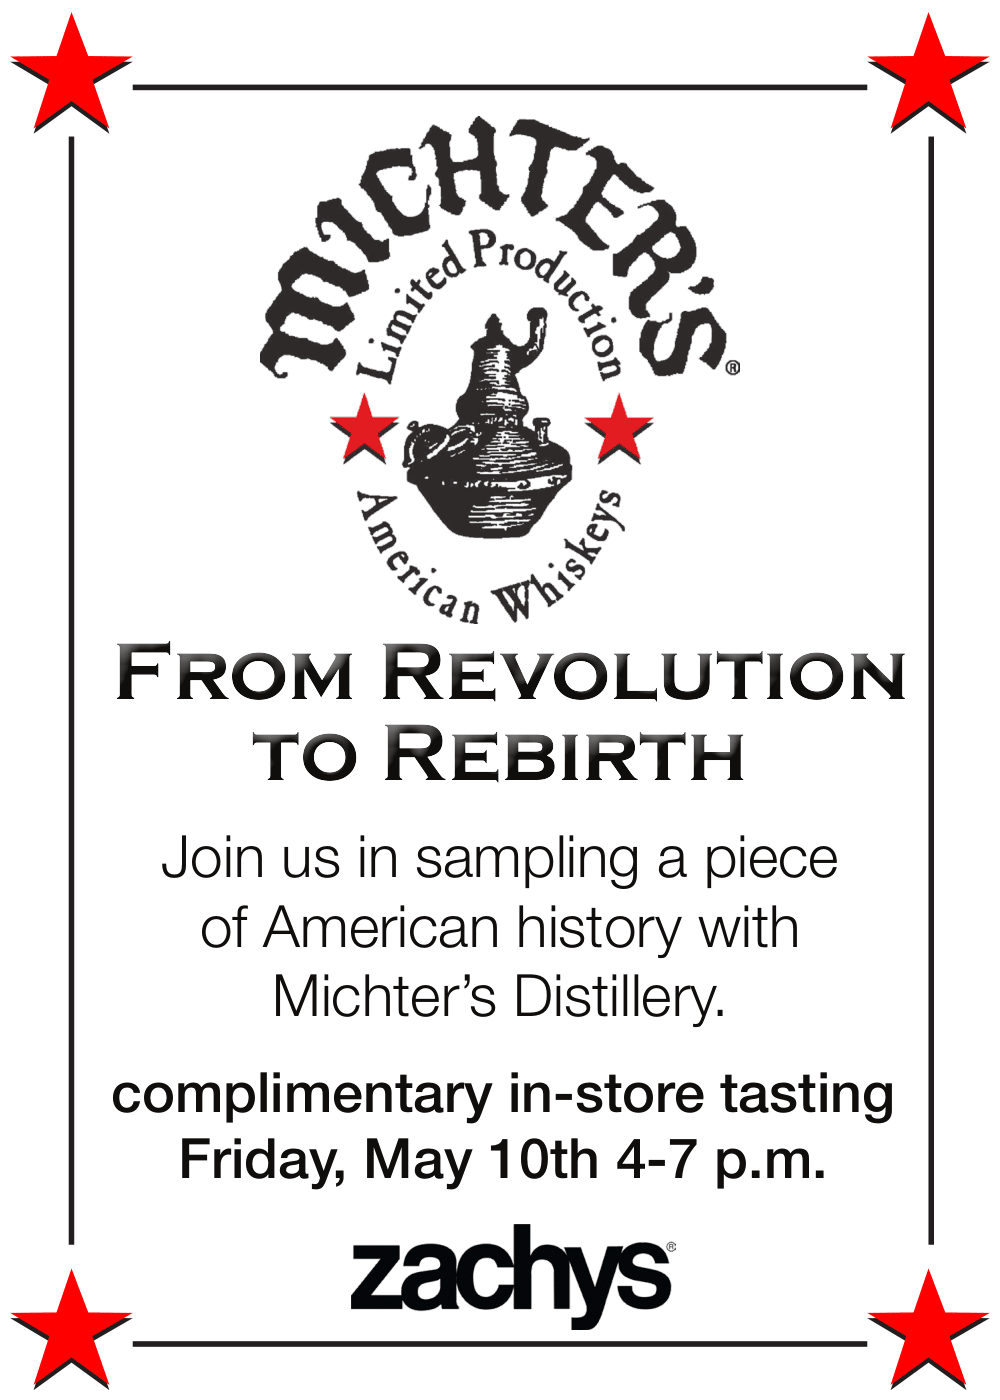 MICHTER'S®
Limited Production
American Whiskeys
FROM REVOLUTION
TO REBIRTH
Join us in sampling a piece
of American history with
Michter’s Distillery.
complimentary in-store tasting
Friday, May 10th 4-7 p.m.
zachys®